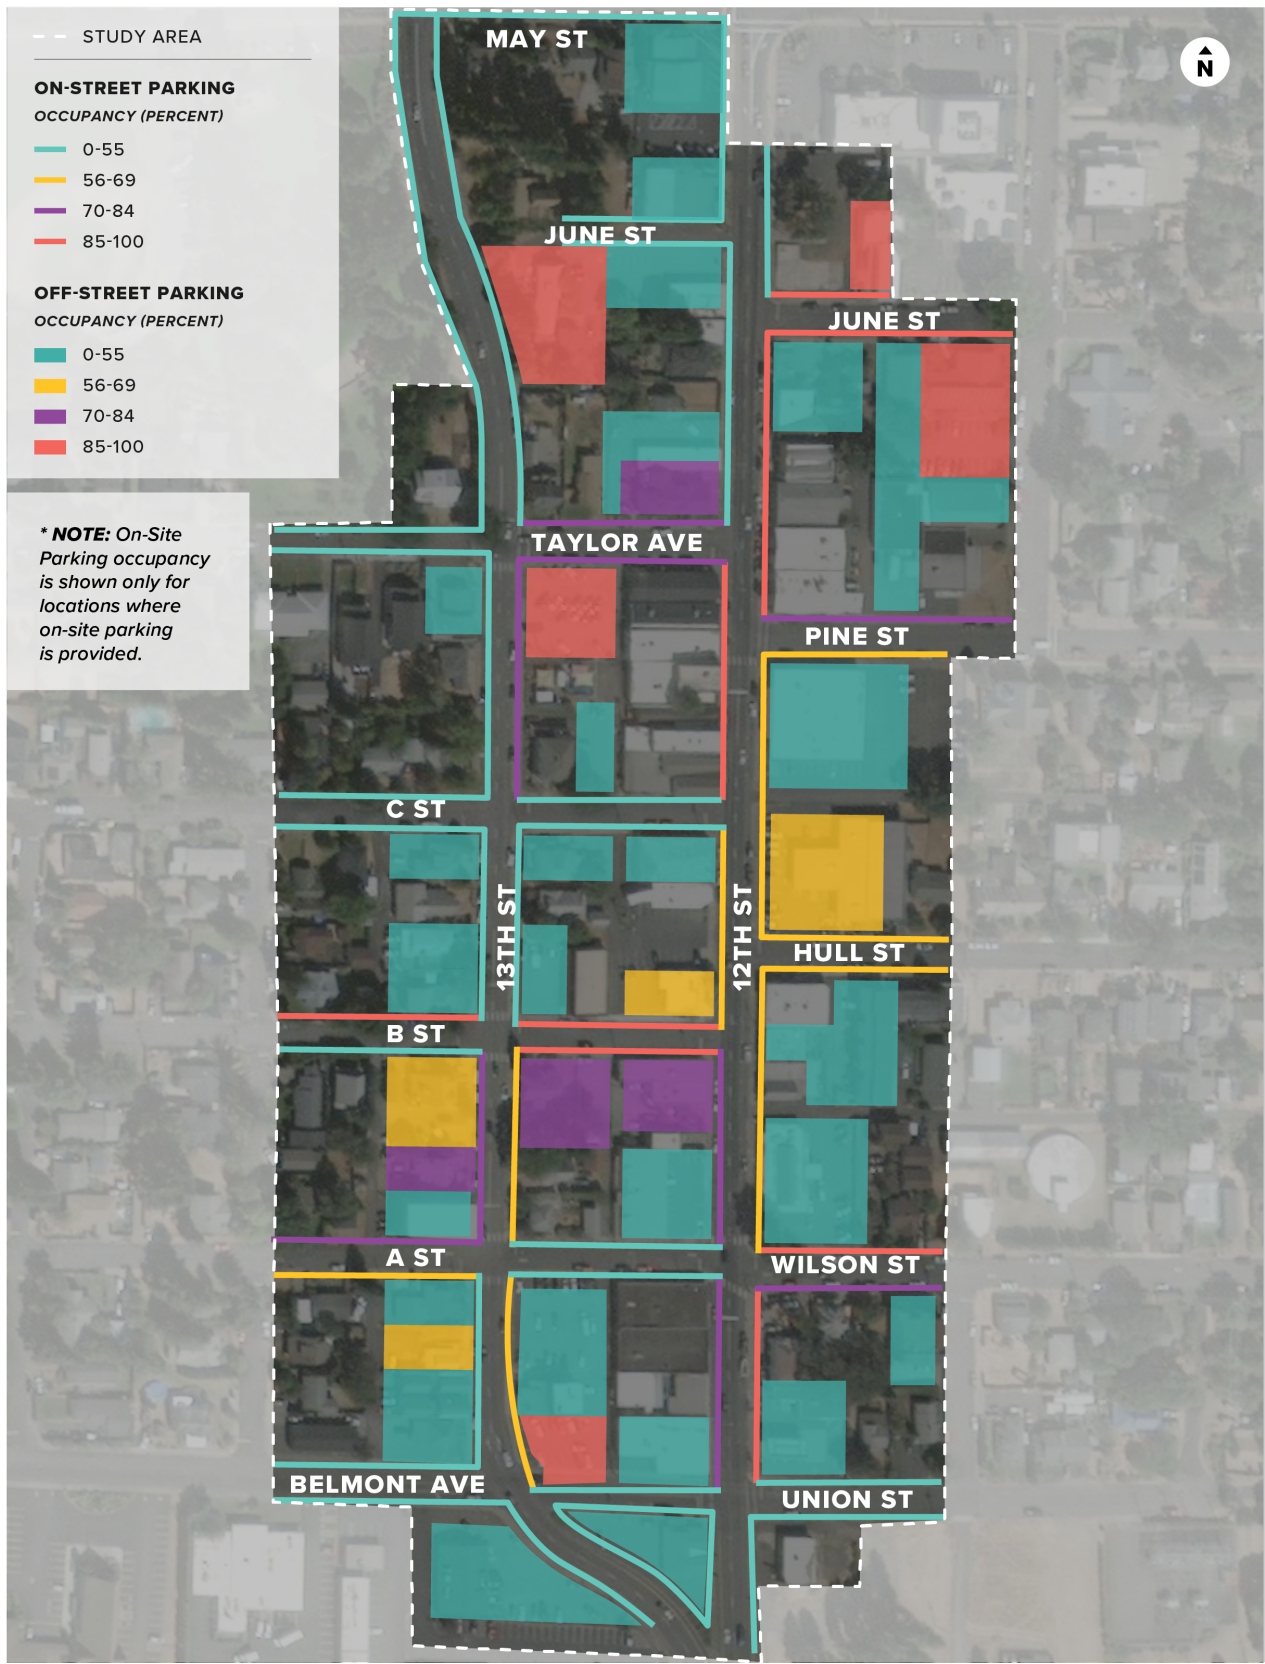 STUDY AREA
ON-STREET PARKING
OCCUPANCY (PERCENT)
0-55
56-69
70-84
85-100
OFF-STREET PARKING
OCCUPANCY (PERCENT)
0-55
56-69
70-84
85-100
* NOTE: On-Site
Parking occupancy
is shown only for
locations where
on-site parking
is provided.
N
MAY ST
JUNE ST
JUNE ST
TAYLOR AVE
PINE ST
C ST
13TH ST
12TH ST
HULL ST
B ST
A ST
WILSON ST
BELMONT AVE
UNION ST